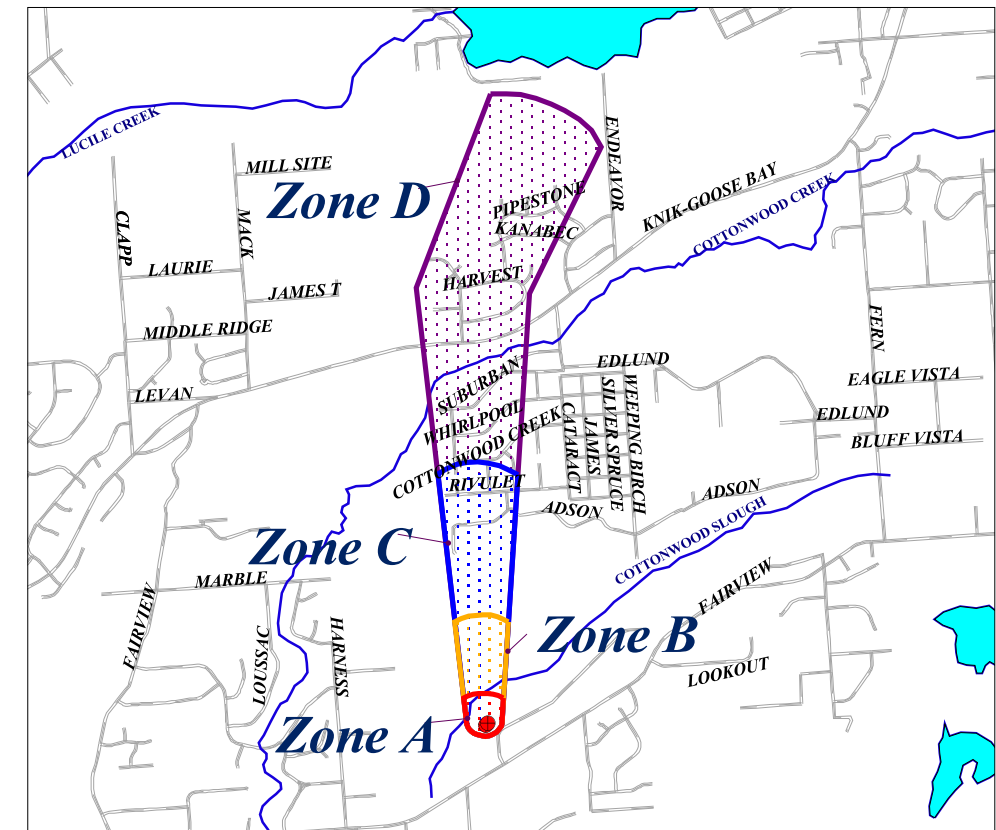 LUCILE CREEK
MILL SITE
ENDEAVOR
Zone D
PIPESTONE
KNIK-GOOSE BAY
COTTONWOOD CREEK
CLAPP
MACK
KANABEC
LAURIE
HARVEST
JAMES T
MIDDLE RIDGE
FERN
EDLUND
SUBURBAN
EAGLE VISTA
LEVAN
WHIRLPOOL
CATARACT
JAMES
SILVER SPRUCE
WEEPING BIRCH
EDLUND
COTTONWOOD CREEK
BLUFF VISTA
RIVULET
ADSON
ADSON
COTTONWOOD SLOUGH
Zone C
MARBLE
FAIRVIEW
FAIRVIEW
LOUSSAC
HARNESS
Zone B
LOOKOUT
Zone A